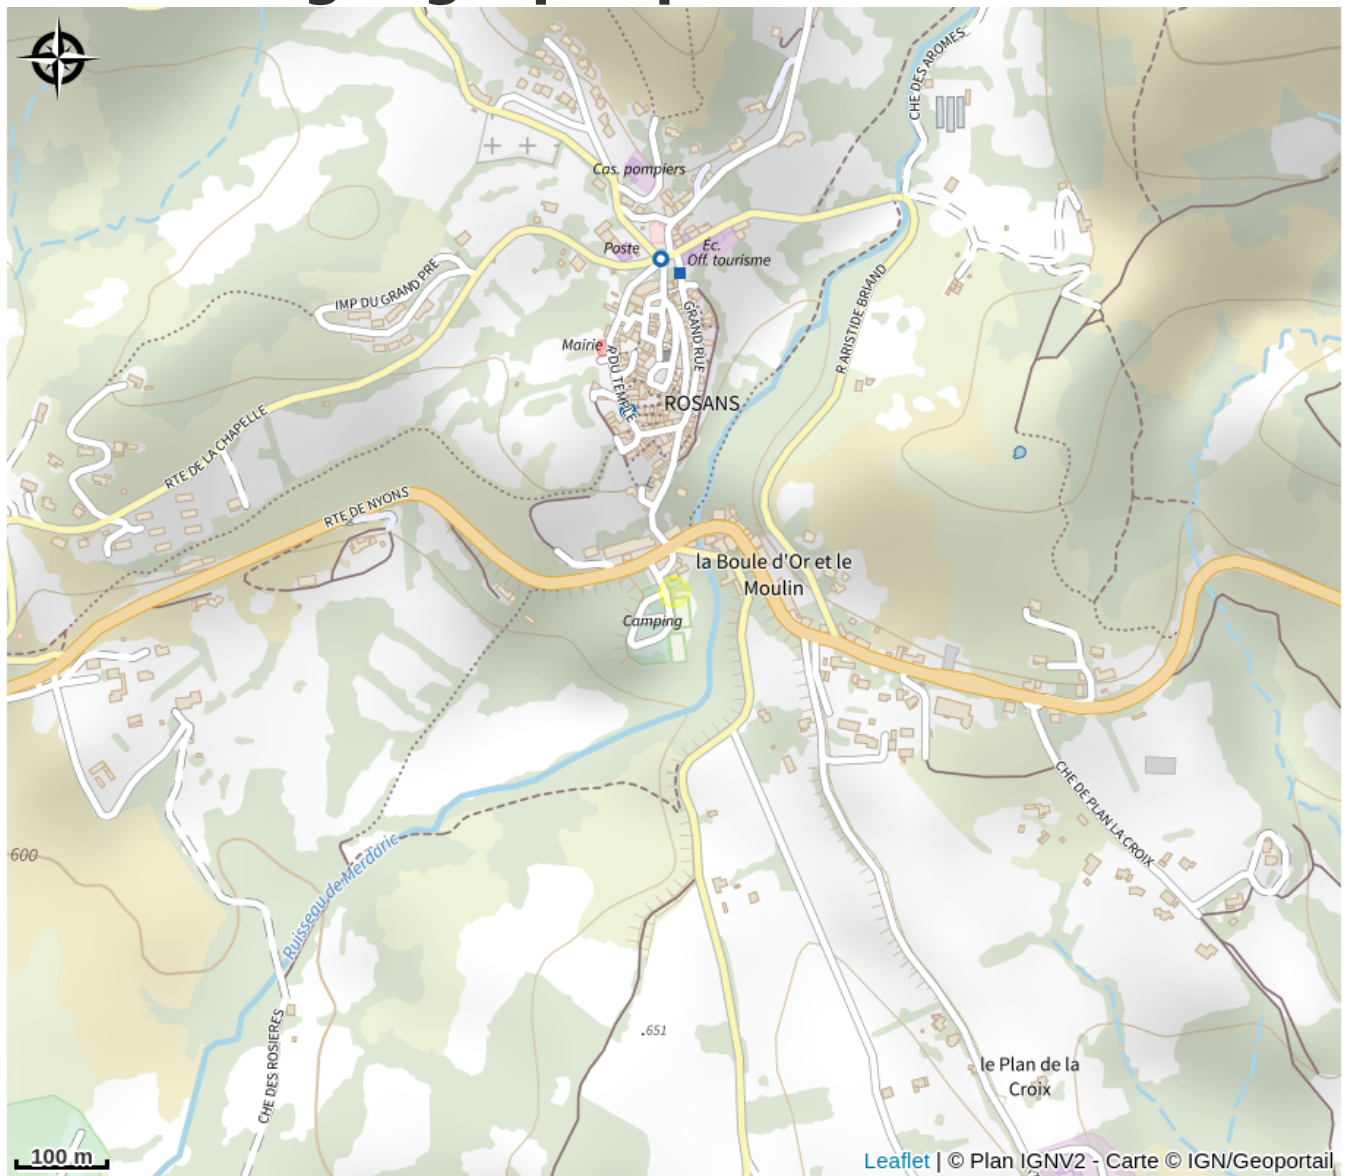 CHE DES AROMES
Cas. pompiers
Poste
Ec.
Off. tourisme
IMP DU GRAND PRE
R ARISTIDE BRIAND
GRAND RUE
Mairie
R DU TEMPLE
ROSANS
RTE DE LA CHAPELLE
RTE DE NYONS
la Boule d'Or et le
Moulin
Camping
CHE DE PLAN LA CROIX
600
Ruisseau de Merdaric
CHE DES ROSIERES
.651
le Plan de la
Croix
100 m
Leaflet | © Plan IGNV2 - Carte © IGN/Geoportail